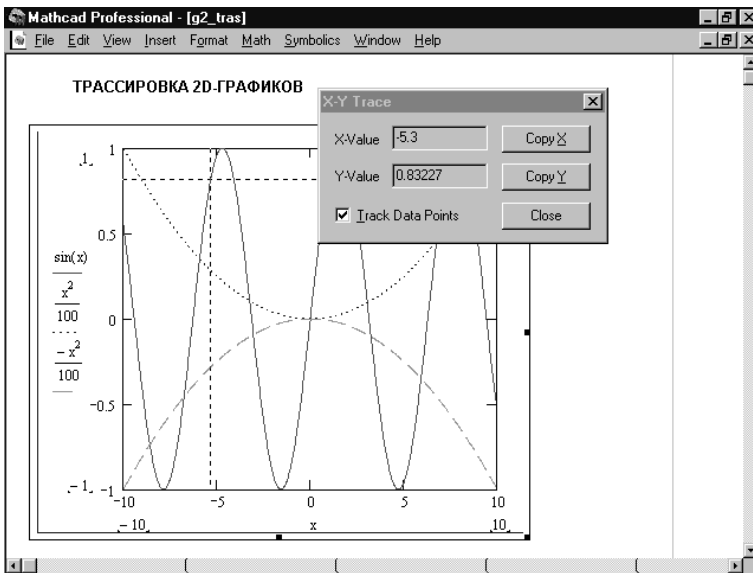 Mathcad Professional - [g2_tras]
File Edit View Insert Format Math Symbolics Window Help
ТРАССИРОВКА 2D-ГРАФИКОВ
X-Y Trace
X-Value -5.3 Copy X
Y-Value 0.83227 Copy Y
Track Data Points Close
1 1
0.5
sin(x)
x^2
100
0
-x^2
100
-0.5
-1 -1
-10 -5 0 5 10
-10 x 10